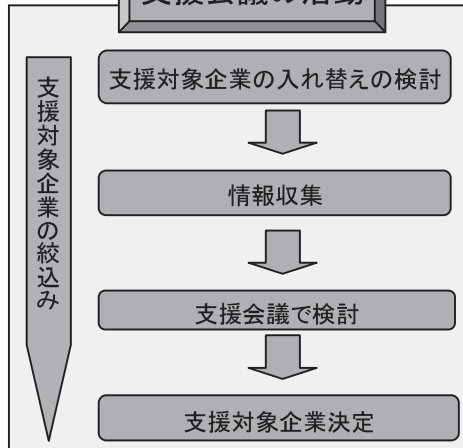 支援会議の活動
支援対象企業の絞込み
支援対象企業の入れ替えの検討
情報収集
支援会議で検討
支援対象企業決定